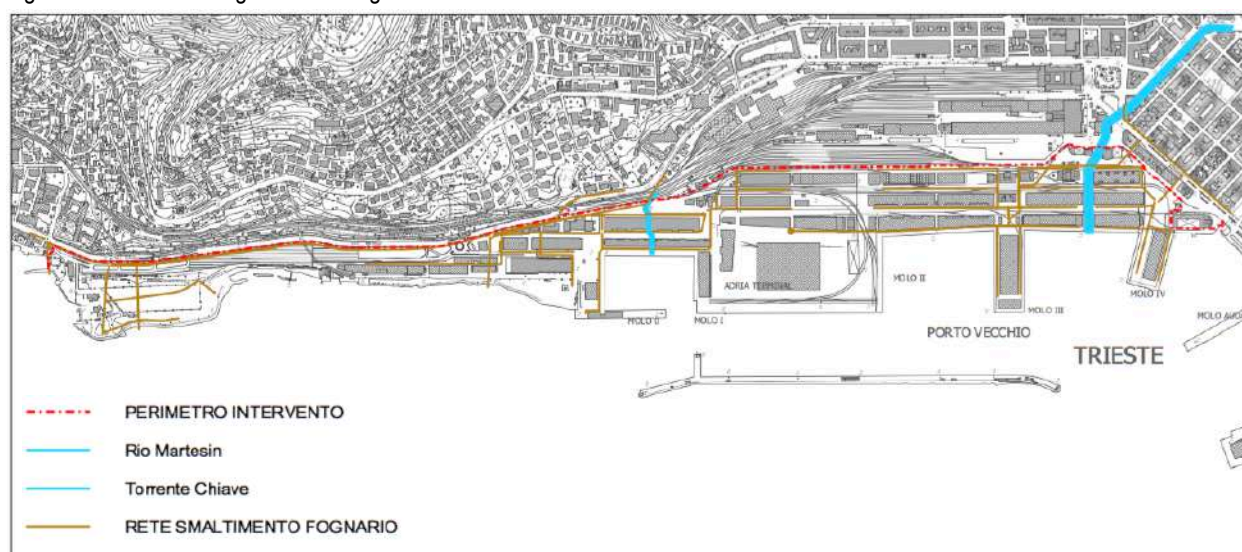 MOLO 0
MOLO I
ADRIA TERMINAL
MOLO II
MOLO III
MOLO IV
PORTO VECCHIO
TRIESTE
PERIMETRO INTERVENTO
Rio Martesin
Torrente Chiave
RETE SMALTIMENTO FOGNARIO